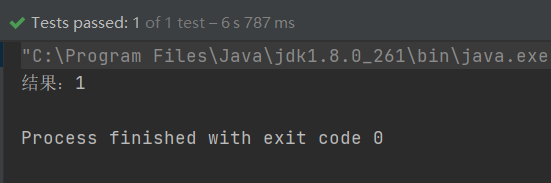 Tests passed: 1 of 1 test – 6 s 787 ms
"C:\Program Files\Java\jdk1.8.0_261\bin\java.exe
结果：1
Process finished with exit code 0